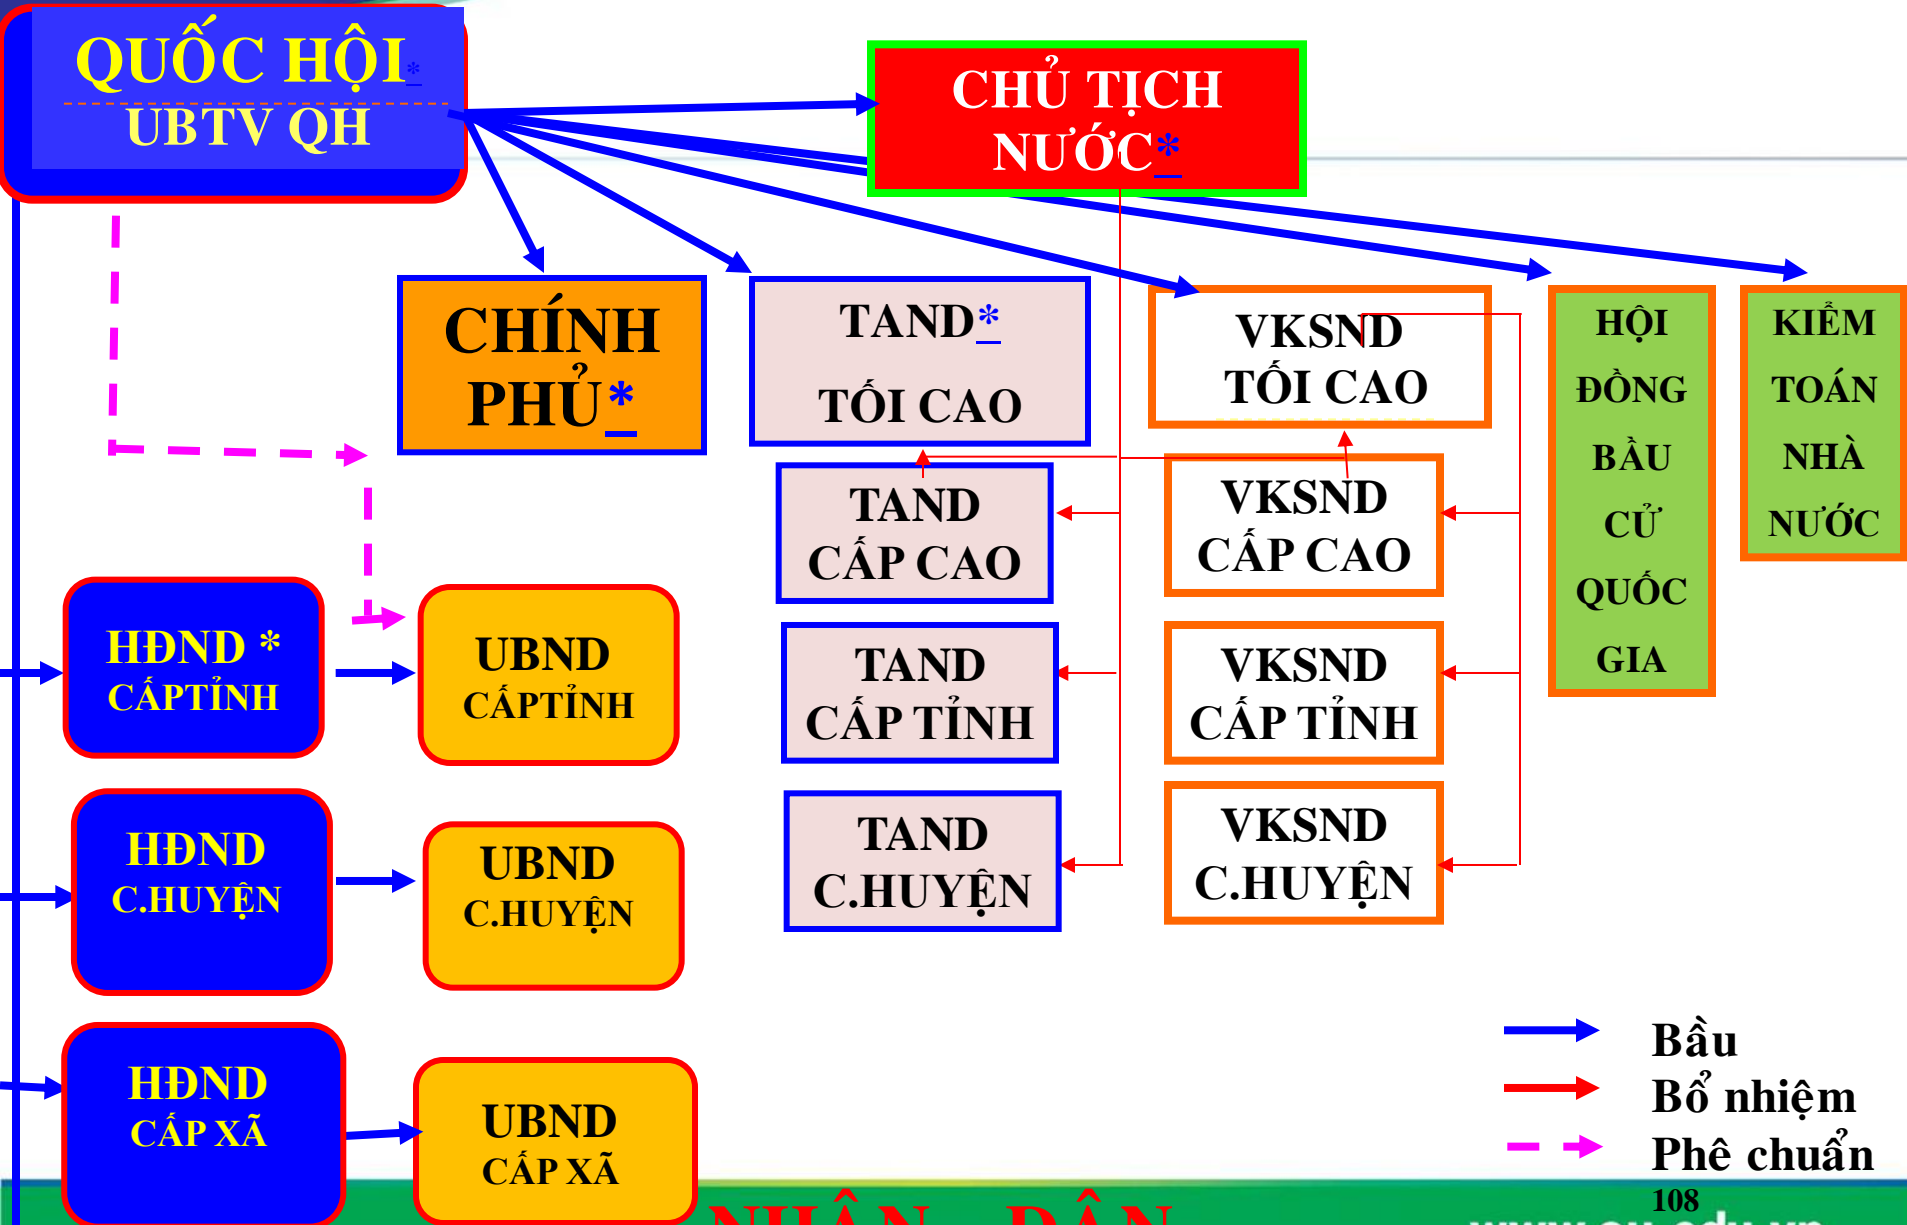 QUỐC HỘI*
UBTV QH
CHỦ TỊCH
NƯỚC*
CHÍNH
PHỦ*
TAND*
TỐI CAO
VKSND
TỐI CAO
HỘI
ĐỒNG
BẦU
CỬ
QUỐC
GIA
KIỂM
TOÁN
NHÀ
NƯỚC
TAND
CẤP CAO
VKSND
CẤP CAO
HĐND *
CẤPTỈNH
UBND
CẤPTỈNH
TAND
CẤP TỈNH
VKSND
CẤP TỈNH
HĐND
C.HUYỆN
UBND
C.HUYỆN
TAND
C.HUYỆN
VKSND
C.HUYỆN
HĐND
CẤP XÃ
UBND
CẤP XÃ
Bầu
Bổ nhiệm
Phê chuẩn
108
NHÂN DÂN